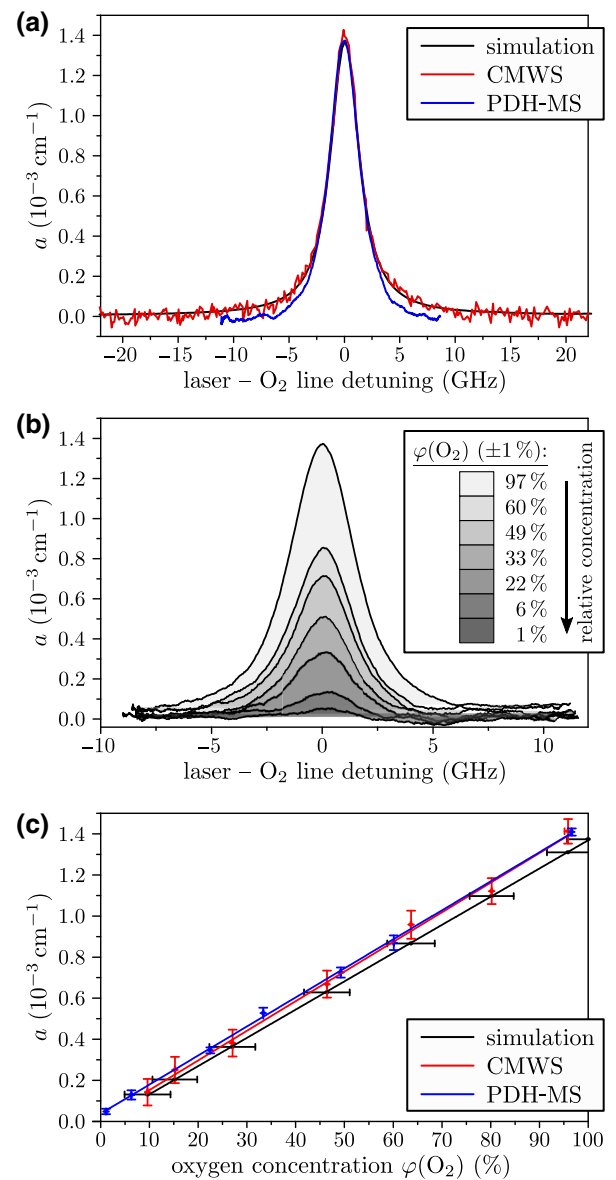 (a)
1.4
1.2
1.0
0.8
0.6
0.4
0.2
0.0
a (10⁻³ cm⁻¹)
simulation
CMWS
PDH-MS
−20 −15 −10 −5 0 5 10 15 20
laser – O₂ line detuning (GHz)
(b)
1.4
1.2
1.0
0.8
0.6
0.4
0.2
0.0
a (10⁻³ cm⁻¹)
φ(O₂) (±1 %):
97 %
60 %
49 %
33 %
22 %
6 %
1 %
relative concentration
−10 −5 0 5 10
laser – O₂ line detuning (GHz)
(c)
1.4
1.2
1.0
0.8
0.6
0.4
0.2
0.0
a (10⁻³ cm⁻¹)
simulation
CMWS
PDH-MS
0 10 20 30 40 50 60 70 80 90 100
oxygen concentration φ(O₂) (%)